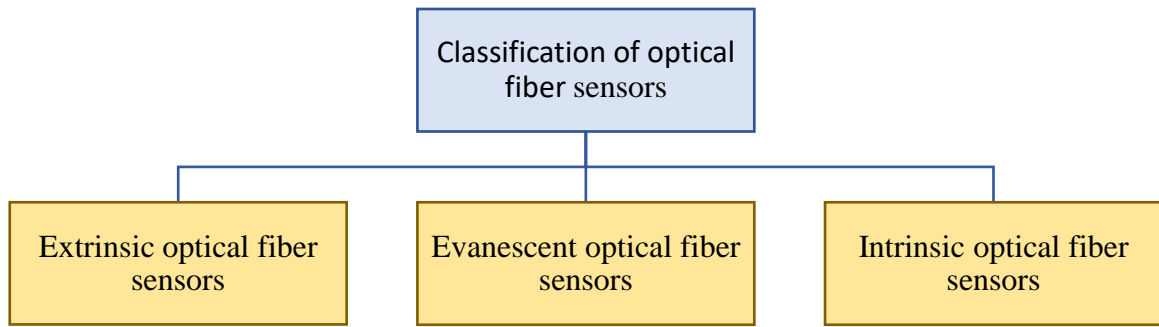 Classification of optical
fiber sensors
Extrinsic optical fiber
sensors
Evanescent optical fiber
sensors
Intrinsic optical fiber
sensors